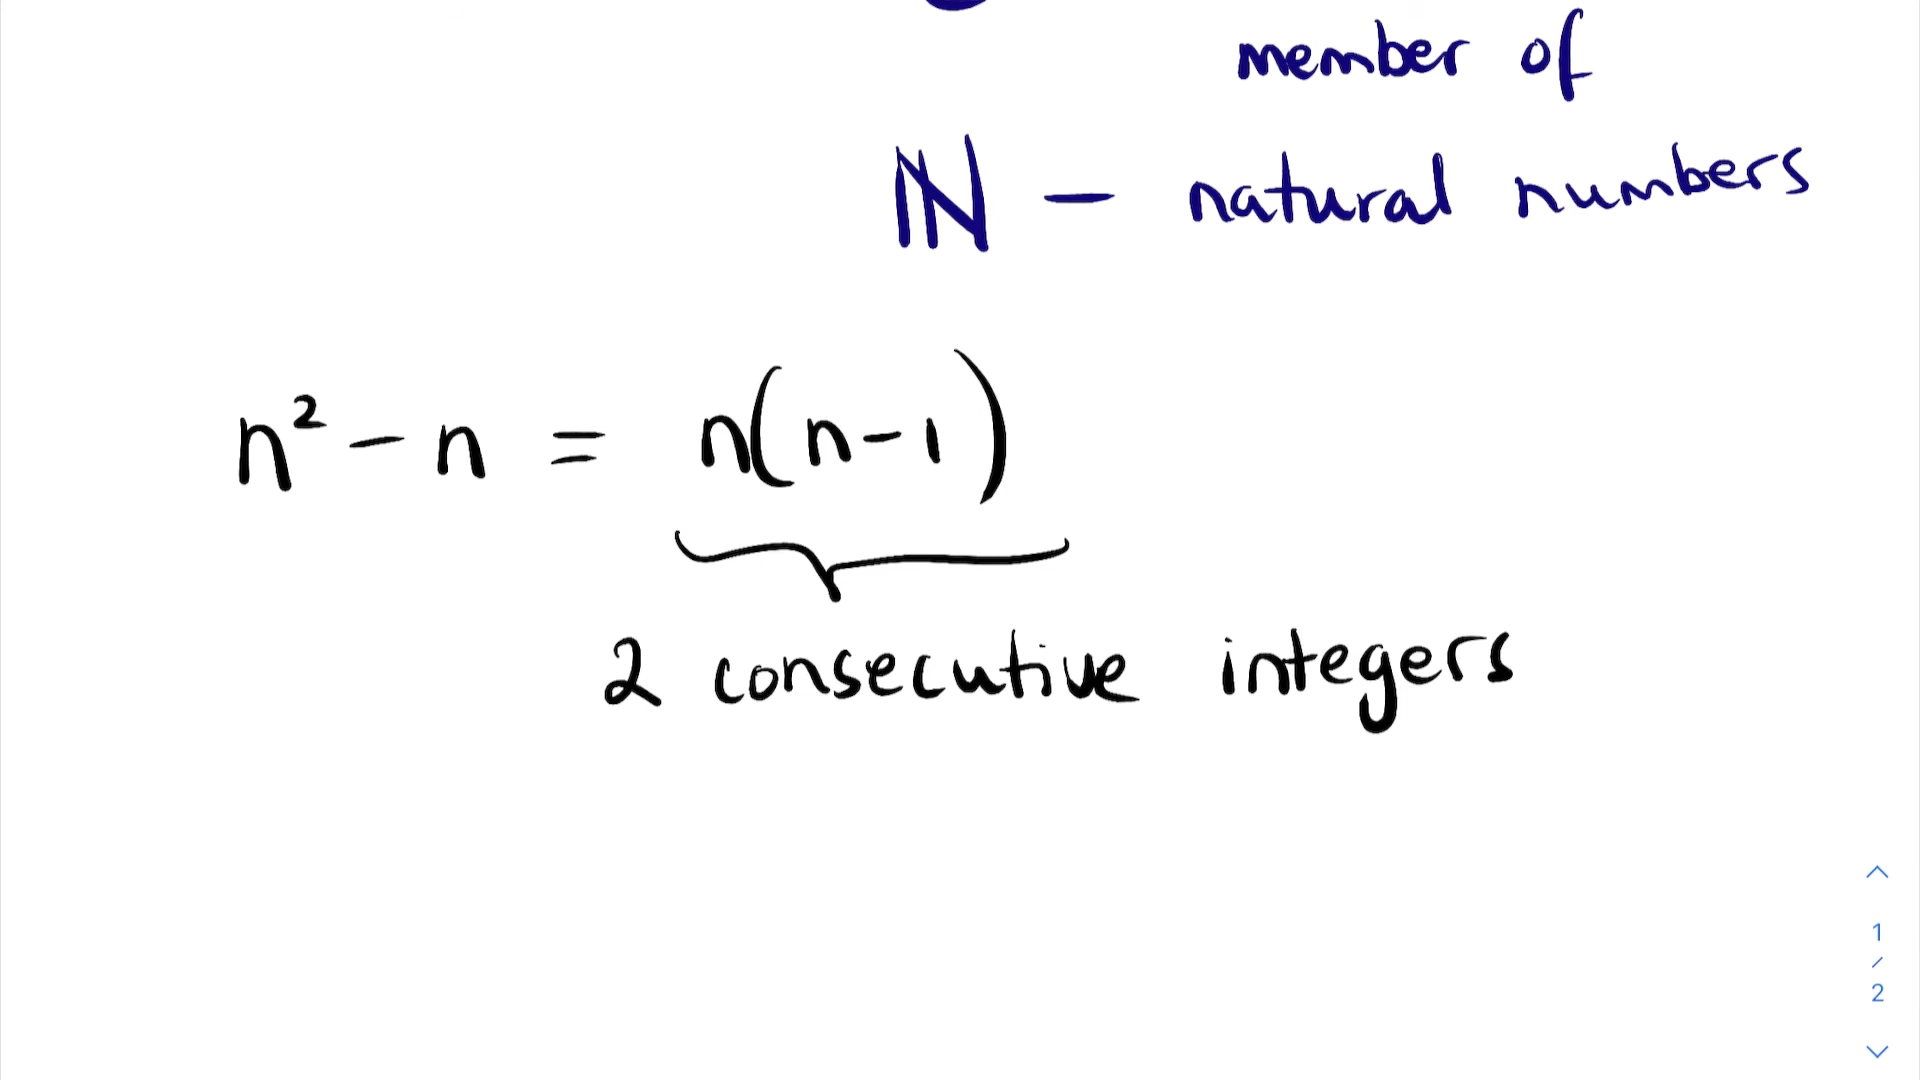 member of
ℕ – natural numbers
n² – n = n(n-1)
2 consecutive integers
1
/
2